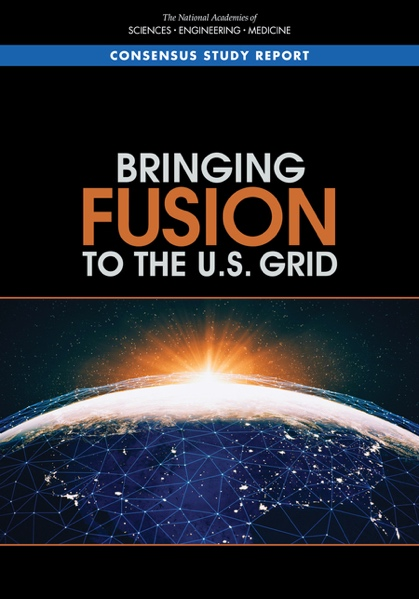 The National Academies of
SCIENCES • ENGINEERING • MEDICINE
CONSENSUS STUDY REPORT
BRINGING
FUSION
TO THE U.S. GRID